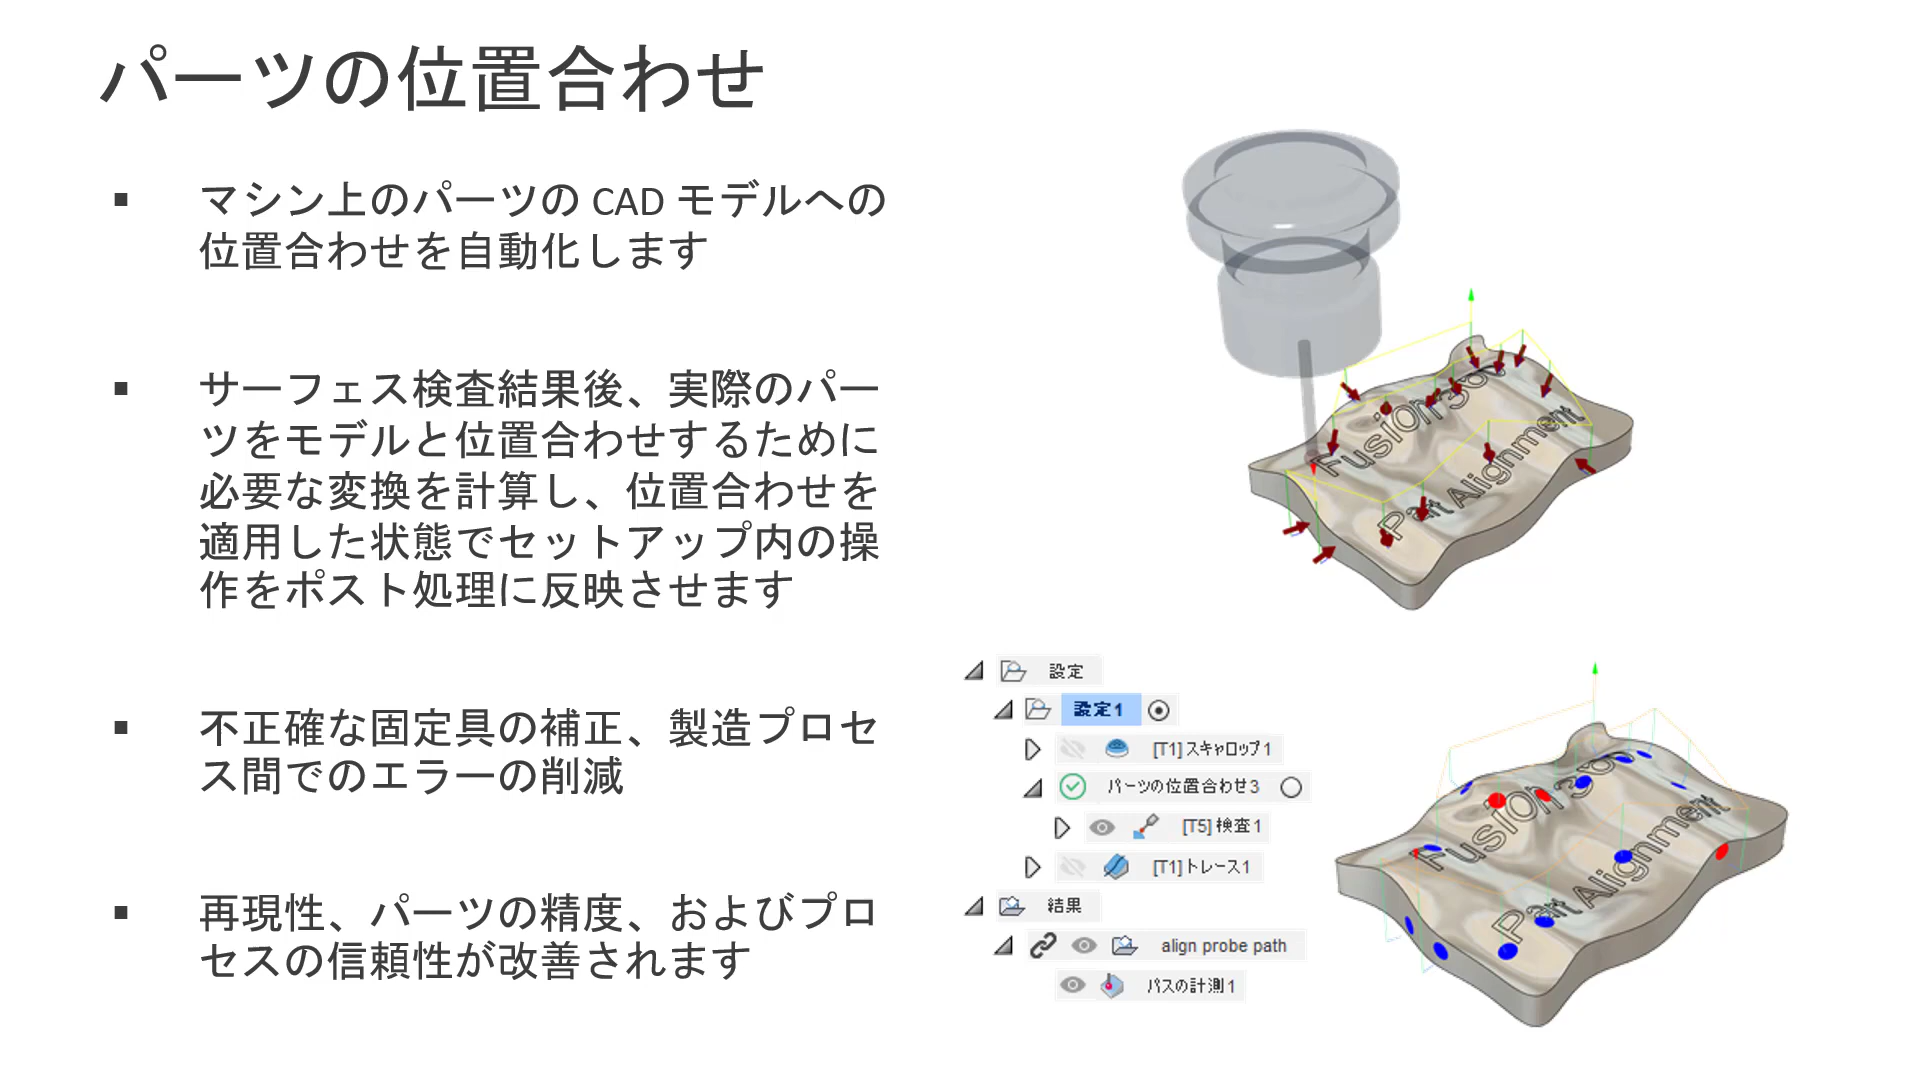 パーツの位置合わせ
▪ マシン上のパーツの CAD モデルへの
位置合わせを自動化します
▪ サーフェス検査結果後、実際のパー
ツをモデルと位置合わせするために
必要な変換を計算し、位置合わせを
適用した状態でセットアップ内の操
作をポスト処理に反映させます
▪ 不正確な固定具の補正、製造プロセ
ス間でのエラーの削減
▪ 再現性、パーツの精度、およびプロ
セスの信頼性が改善されます
Fusion 360
Part Alignment
設定
設定1
[T1]スキャロップ1
パーツの位置合わせ3
[T5]検査1
[T1]トレース1
結果
align probe path
パスの計測1
Fusion 360
Part Alignment